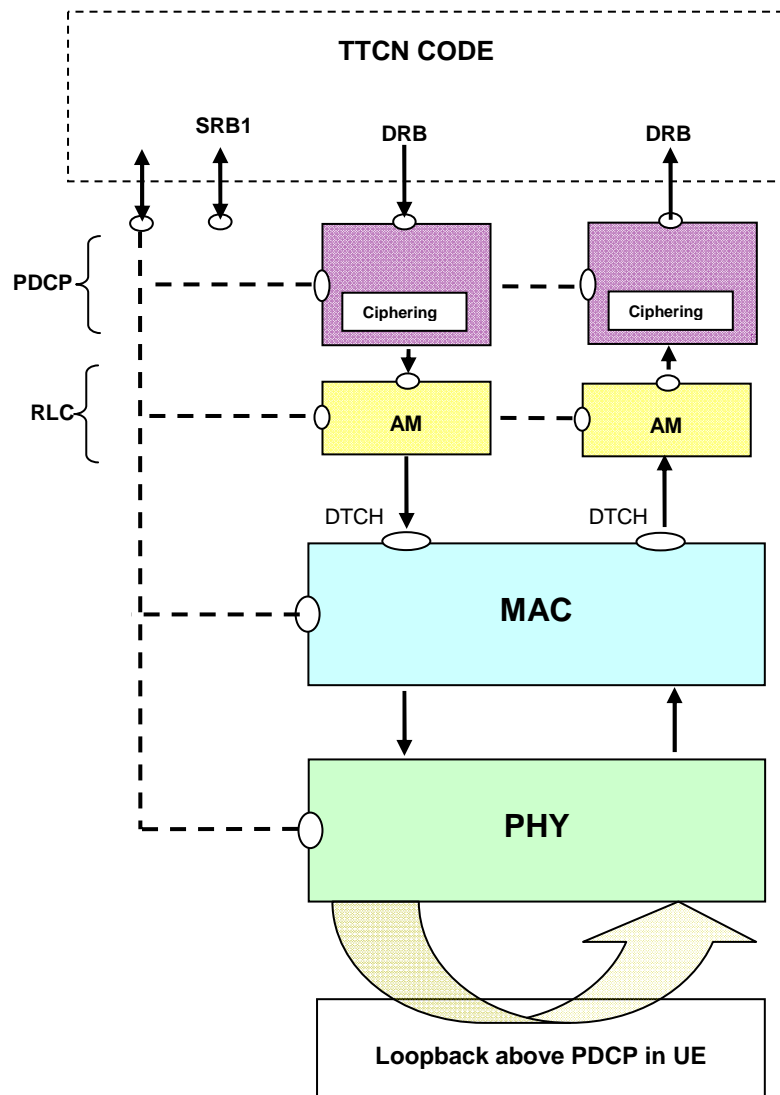 TTCN CODE
SRB1
DRB
DRB
PDCP
Ciphering
Ciphering
RLC
AM
AM
DTCH
DTCH
MAC
PHY
Loopback above PDCP in UE